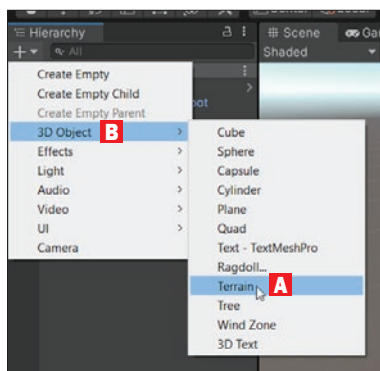 Hierarchy
All
Create Empty
Create Empty Child
Create Empty Parent
3D Object B
Effects
Light
Audio
Video
UI
Camera
Scene
Shaded
Cube
Sphere
Capsule
Cylinder
Plane
Quad
Text - TextMeshPro
Ragdoll...
Terrain A
Tree
Wind Zone
3D Text